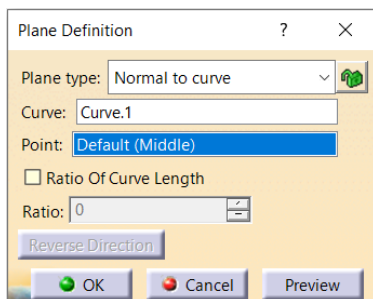 Plane Definition ? ×
Plane type: Normal to curve
Curve: Curve.1
Point: Default (Middle)
Ratio Of Curve Length
Ratio: 0
Reverse Direction
OK Cancel Preview